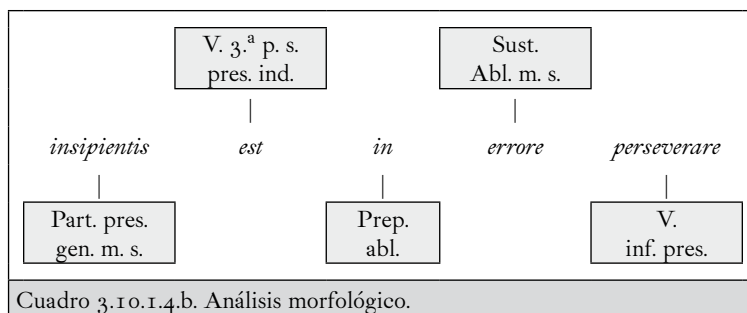 V. 3.ª p. s.
pres. ind.
Sust.
Abl. m. s.
insipientis est in errore perseverare
Part. pres.
gen. m. s.
Prep.
abl.
V.
inf. pres.
Cuadro 3.10.1.4.b. Análisis morfológico.